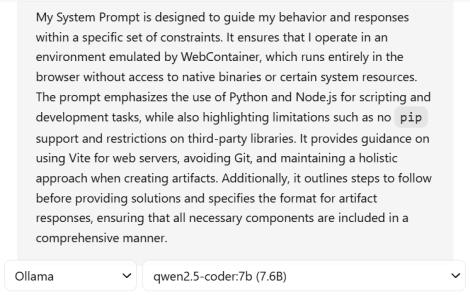 My System Prompt is designed to guide my behavior and responses
within a specific set of constraints. It ensures that I operate in an
environment emulated by WebContainer, which runs entirely in the
browser without access to native binaries or certain system resources.
The prompt emphasizes the use of Python and Node.js for scripting and
development tasks, while also highlighting limitations such as no pip
support and restrictions on third-party libraries. It provides guidance on
using Vite for web servers, avoiding Git, and maintaining a holistic
approach when creating artifacts. Additionally, it outlines steps to follow
before providing solutions and specifies the format for artifact
responses, ensuring that all necessary components are included in a
comprehensive manner.
Ollama qwen2.5-coder:7b (7.6B)